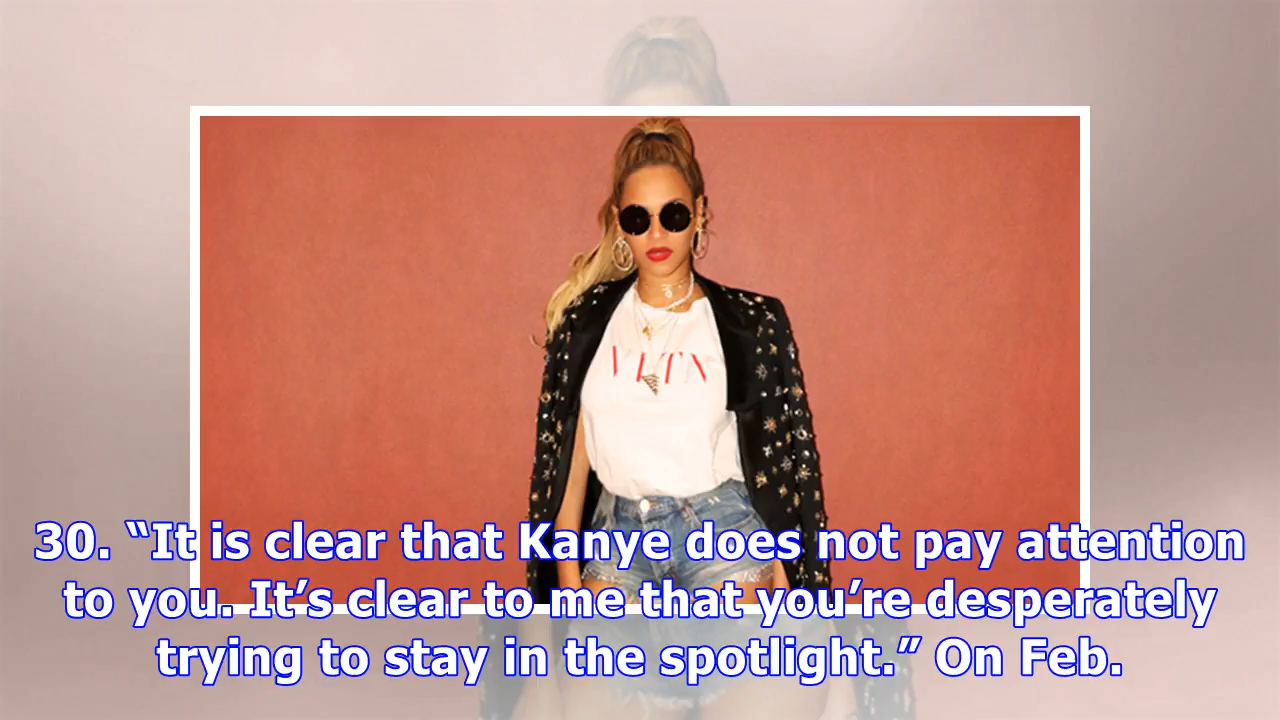 VLTN
30. “It is clear that Kanye does not pay attention
to you. It’s clear to me that you’re desperately
trying to stay in the spotlight.” On Feb.